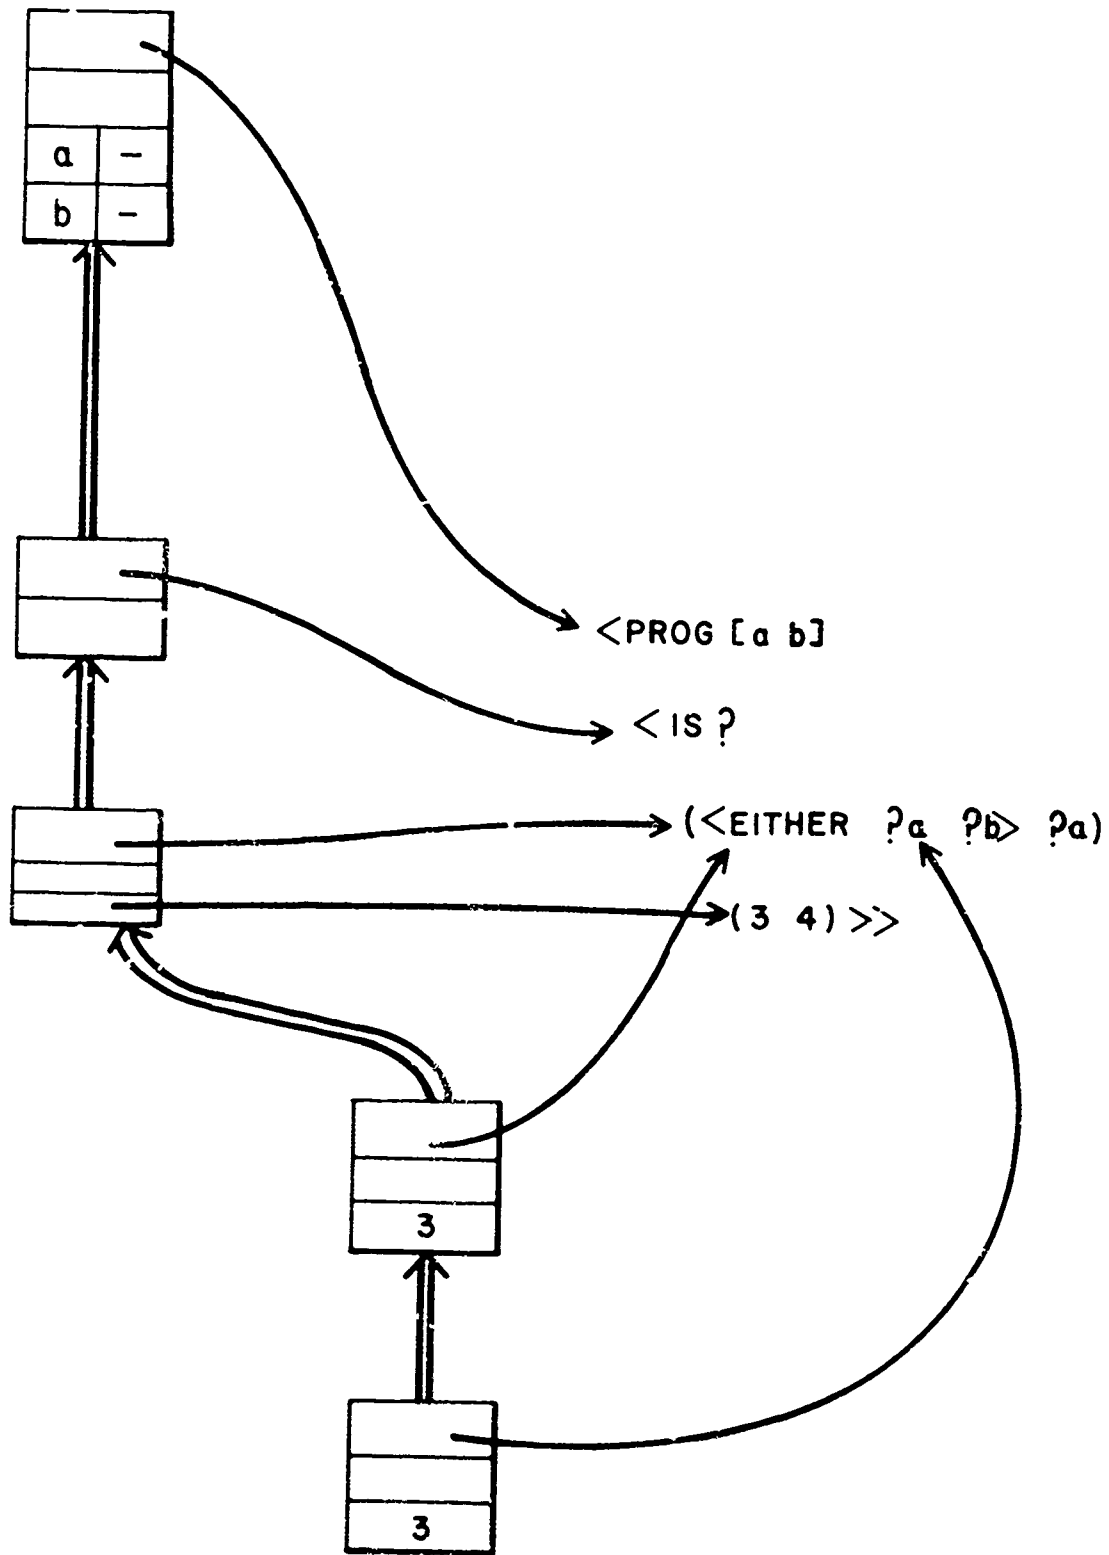 a -
b -
<PROG [a b]
<IS ?
(<EITHER ?a ?b> ?a)
(3 4)>>
3
3